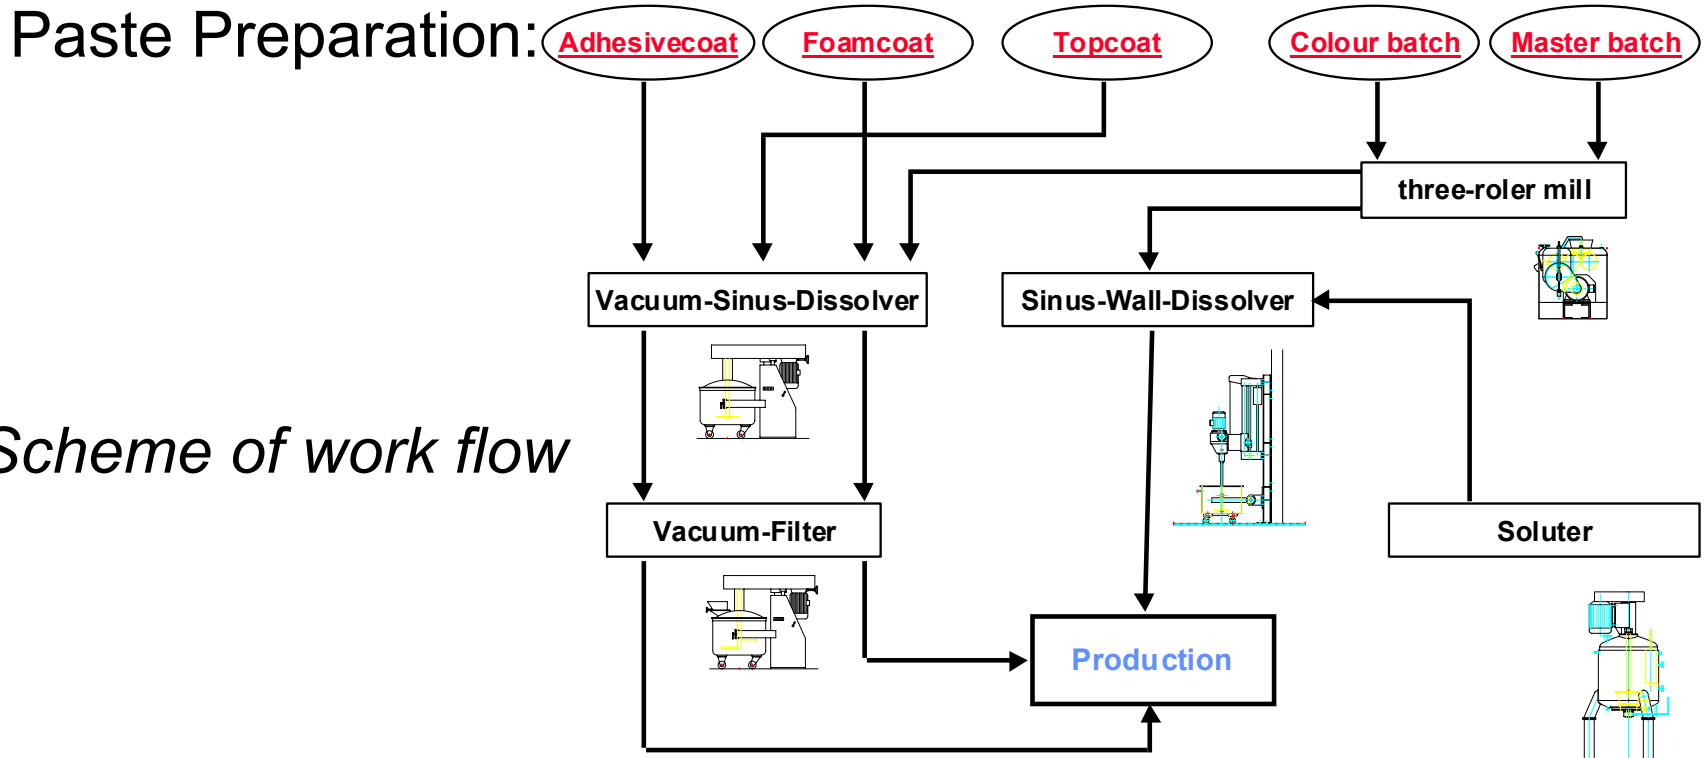 Paste Preparation:
Adhesivecoat
Foamcoat
Topcoat
Colour batch
Master batch
three-roler mill
Vacuum-Sinus-Dissolver
Sinus-Wall-Dissolver
Scheme of work flow
Vacuum-Filter
Soluter
Production